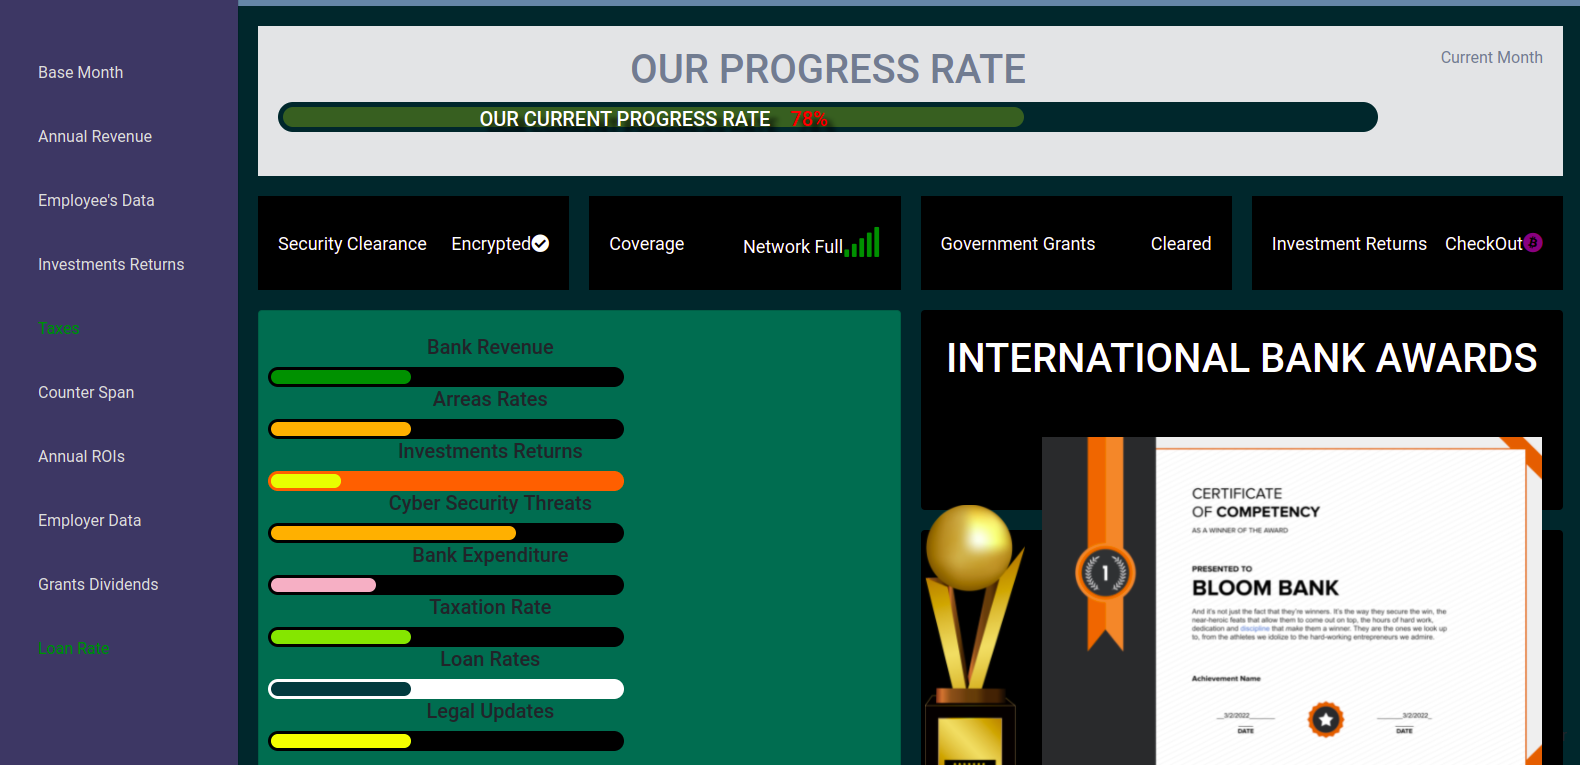 Base Month
Annual Revenue
Employee's Data
Investments Returns
Taxes
Counter Span
Annual ROIs
Employer Data
Grants Dividends
Loan Rate
OUR PROGRESS RATE
Current Month
OUR CURRENT PROGRESS RATE 78%
Security Clearance Encrypted
Coverage Network Full
Government Grants Cleared
Investment Returns CheckOut
Bank Revenue
Arreas Rates
Investments Returns
Cyber Security Threats
Bank Expenditure
Taxation Rate
Loan Rates
Legal Updates
INTERNATIONAL BANK AWARDS
1
CERTIFICATE
OF COMPETENCY
AS A WINNER OF THE AWARD
PRESENTED TO
BLOOM BANK
And it's not just the fact that they're winners. It's the way they secure the win, the
near-heroic feats that allow them to come out on top, the hours of hard work,
dedication and discipline that make them a winner. They are the ones we look up
to, from the athletes we idolize to the hard-working entrepreneurs we admire.
Achievement Name
__3/2/2022______ ______3/2/2022_
DATE DATE